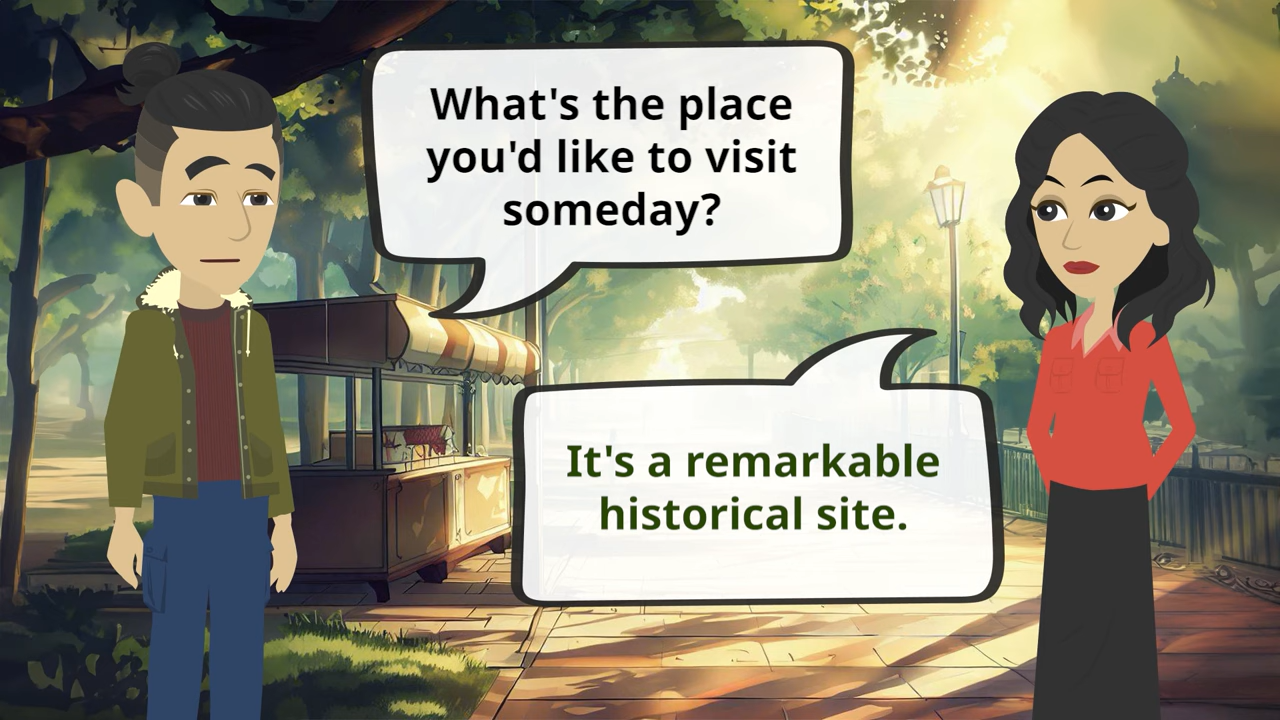 What's the place
you'd like to visit
someday?
It's a remarkable
historical site.